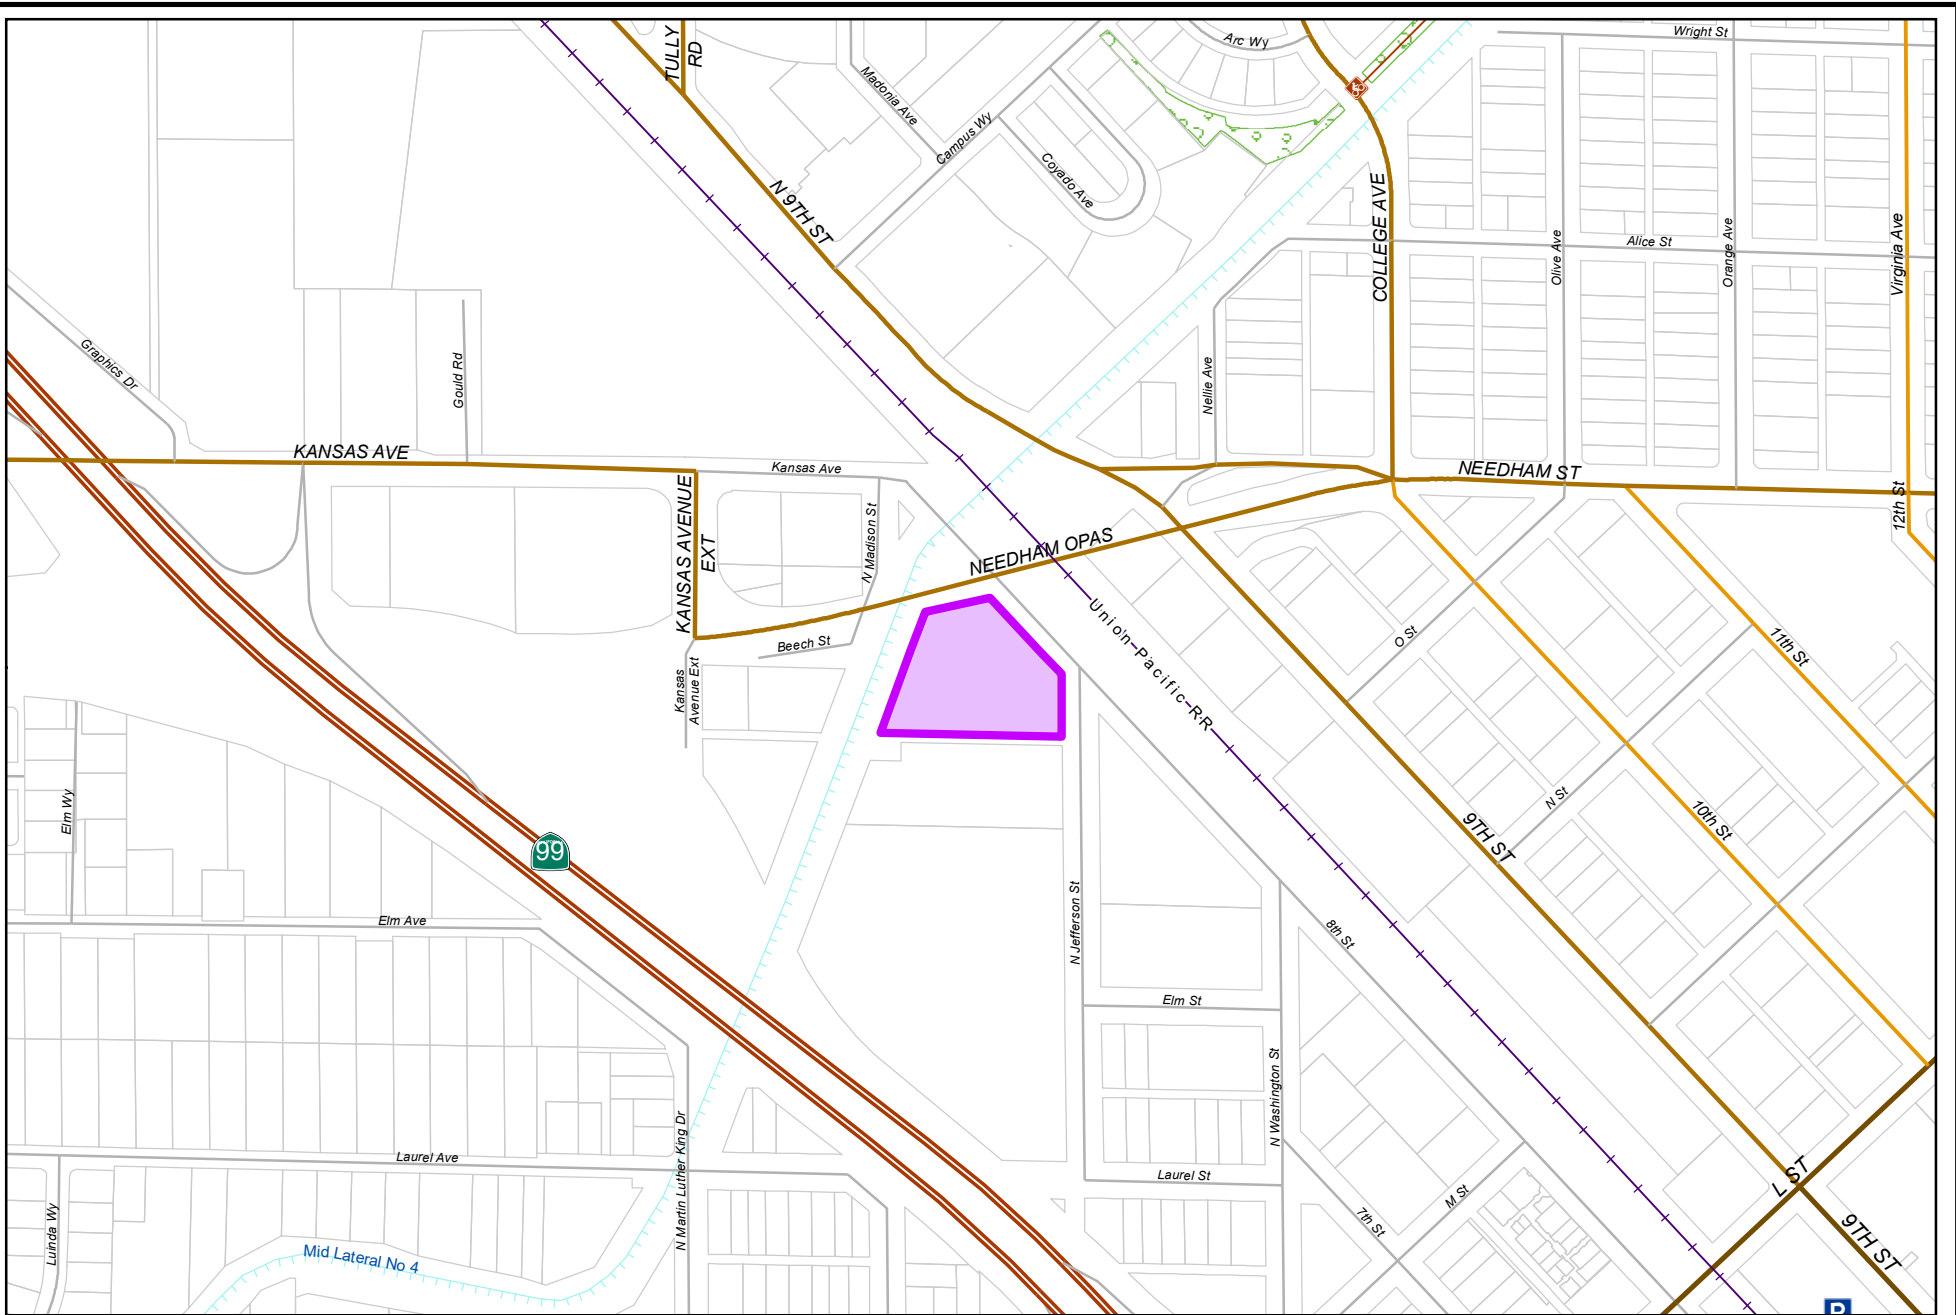 TULLY
RD
Arc Wy
Wright St
Madonia Ave
Campus Wy
Coyado Ave
N 9TH ST
COLLEGE AVE
Olive Ave
Alice St
Orange Ave
Virginia Ave
Graphics Dr
Gould Rd
Nellie Ave
KANSAS AVE
Kansas Ave
NEEDHAM ST
KANSAS AVENUE
EXT
N Madison St
NEEDHAM OPAS
12th St
Beech St
Kansas
Avenue Ext
Union Pacific RR
O St
11th St
N St
10th St
9TH ST
Elm Wy
99
Elm Ave
N Jefferson St
8th St
Elm St
N Washington St
N Martin Luther King Dr
Laurel Ave
Laurel St
M St
L ST
7th St
9TH ST
Luinda Wy
Mid Lateral No 4
P